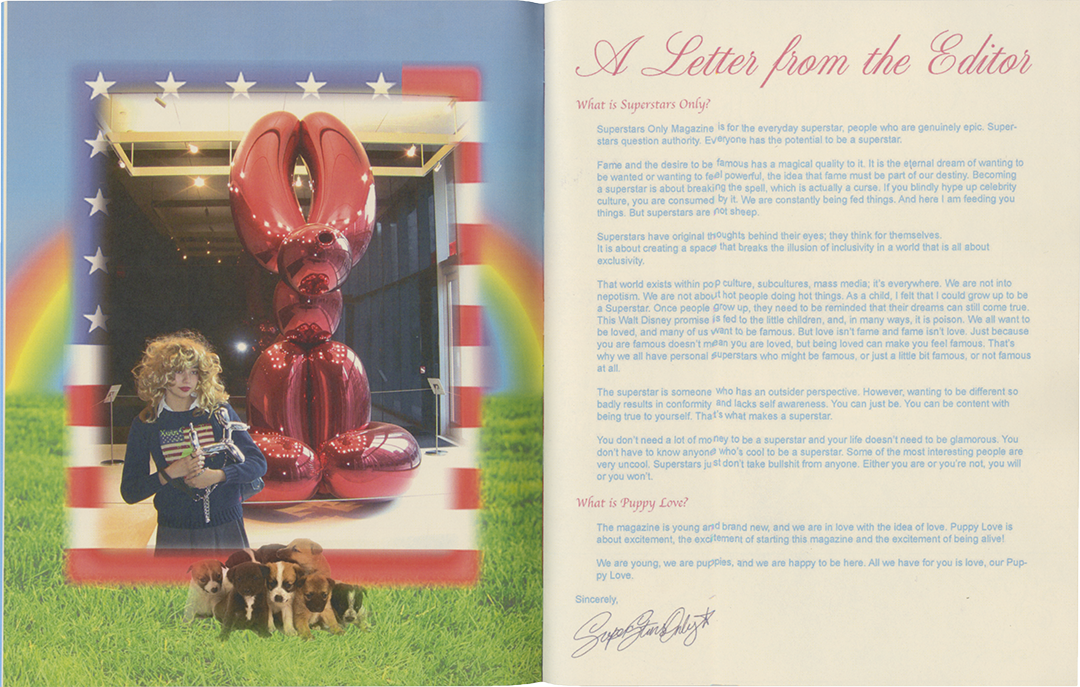 A Letter from the Editor
What is Superstars Only?
Superstars Only Magazine is for the everyday superstar, people who are genuinely epic. Super-
stars question authority. Everyone has the potential to be a superstar.
Fame and the desire to be famous has a magical quality to it. It is the eternal dream of wanting to
be wanted or wanting to feel powerful, the idea that fame must be part of our destiny. Becoming
a superstar is about breaking the spell, which is actually a curse. If you blindly hype up celebrity
culture, you are consumed by it. We are constantly being fed things. And here I am feeding you
things. But superstars are not sheep.
Superstars have original thoughts behind their eyes; they think for themselves.
It is about creating a space that breaks the illusion of inclusivity in a world that is all about
exclusivity.
That world exists within pop culture, subcultures, mass media; it's everywhere. We are not into
nepotism. We are not about hot people doing hot things. As a child, I felt that I could grow up to be
a Superstar. Once people grow up, they need to be reminded that their dreams can still come true.
This Walt Disney promise is fed to the little children, and, in many ways, it is poison. We all want to
be loved, and many of us want to be famous. But love isn't fame and fame isn't love. Just because
you are famous doesn't mean you are loved, but being loved can make you feel famous. That's
why we all have personal superstars who might be famous, or just a little bit famous, or not famous
at all.
The superstar is someone who has an outsider perspective. However, wanting to be different so
badly results in conformity and lacks self awareness. You can just be. You can be content with
being true to yourself. That's what makes a superstar.
You don't need a lot of money to be a superstar and your life doesn't need to be glamorous. You
don't have to know anyone who's cool to be a superstar. Some of the most interesting people are
very uncool. Superstars just don't take bullshit from anyone. Either you are or you're not, you will
or you won't.
What is Puppy Love?
The magazine is young and brand new, and we are in love with the idea of love. Puppy Love is
about excitement, the excitement of starting this magazine and the excitement of being alive!
We are young, we are puppies, and we are happy to be here. All we have for you is love, our Pup-
py Love.
Sincerely,
SuperStarsOnly